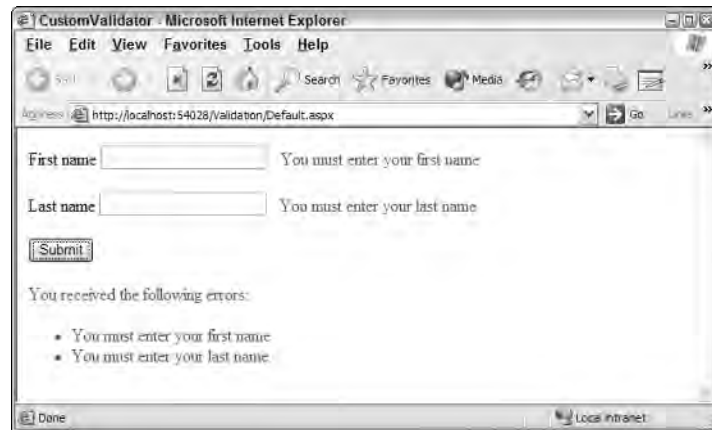 CustomValidator - Microsoft Internet Explorer
File Edit View Favorites Tools Help
Search Favorites Media
Address http://localhost:54028/Validation/Default.aspx Go Links
First name You must enter your first name
Last name You must enter your last name
Submit
You received the following errors:
• You must enter your first name
• You must enter your last name
Done Local intranet